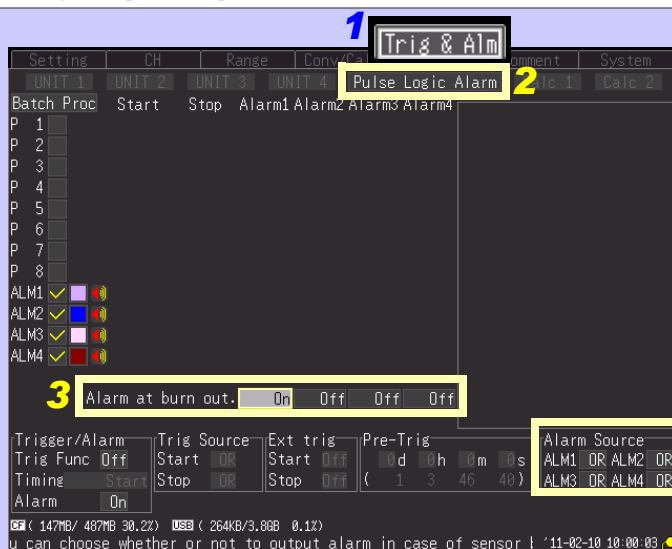 1
Trig & Alm
Setting CH Range Conv/Ca omment System
UNIT 1 UNIT 2 UNIT 3 UNIT 4 Pulse Logic Alarm 2 alc 1 Calc 2
Batch Proc Start Stop Alarm1 Alarm2 Alarm3 Alarm4
P 1
P 2
P 3
P 4
P 5
P 6
P 7
P 8
ALM1
ALM2
ALM3
ALM4
3 Alarm at burn out. On Off Off Off
Trigger/Alarm Trig Source Ext trig Pre-Trig Alarm Source
Trig Func Off Start OR Start Off 0d 0h 0m 0s ALM1 OR ALM2 OR
Timing Start Stop OR Stop Off ( 1 3 46 40) ALM3 OR ALM4 OR
Alarm On
CF ( 147MB/ 487MB 30.2%) USB ( 264KB/3.8GB 0.1%)
u can choose whether or not to output alarm in case of sensor '11-02-10 10:00:03